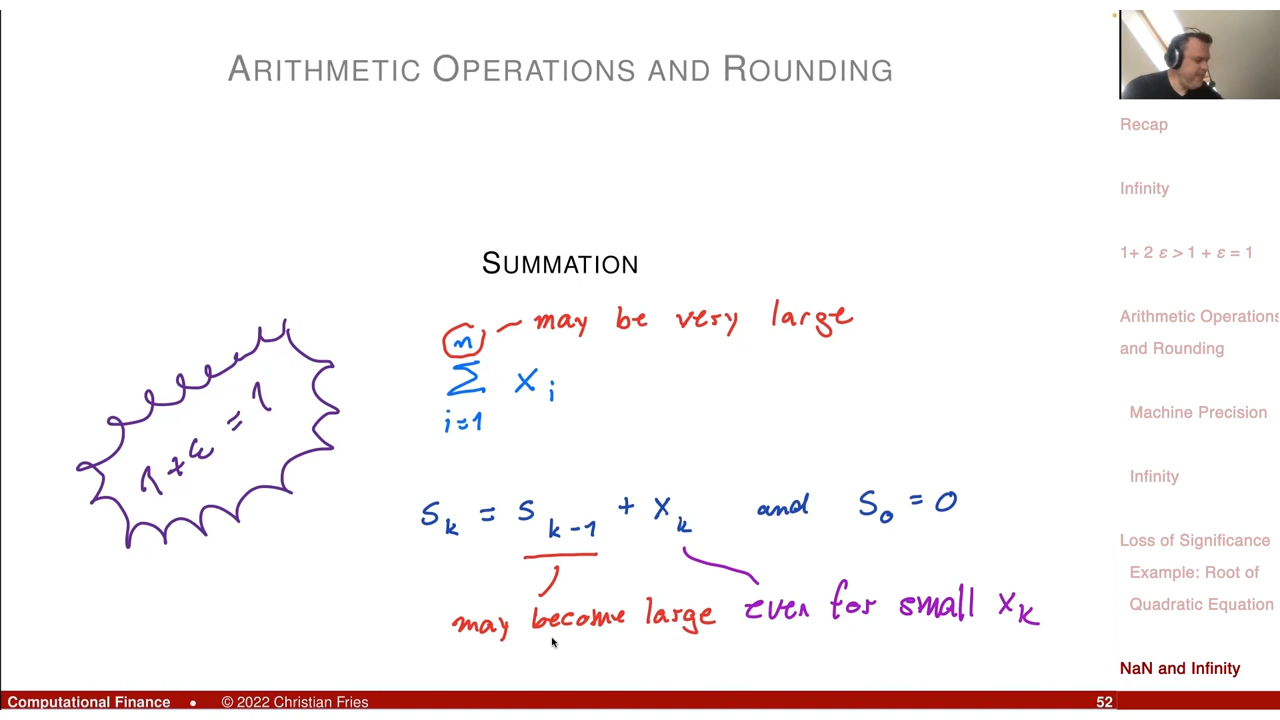 ARITHMETIC OPERATIONS AND ROUNDING
SUMMATION
n — may be very large
∑ x_i
i=1
1+ε = 1
S_k = S_{k-1} + x_k and S_0 = 0
may become large even for small x_k
Recap
Infinity
1+ 2 ε > 1 + ε = 1
Arithmetic Operations
and Rounding
Machine Precision
Infinity
Loss of Significance
Example: Root of
Quadratic Equation
NaN and Infinity
Computational Finance • © 2022 Christian Fries 52